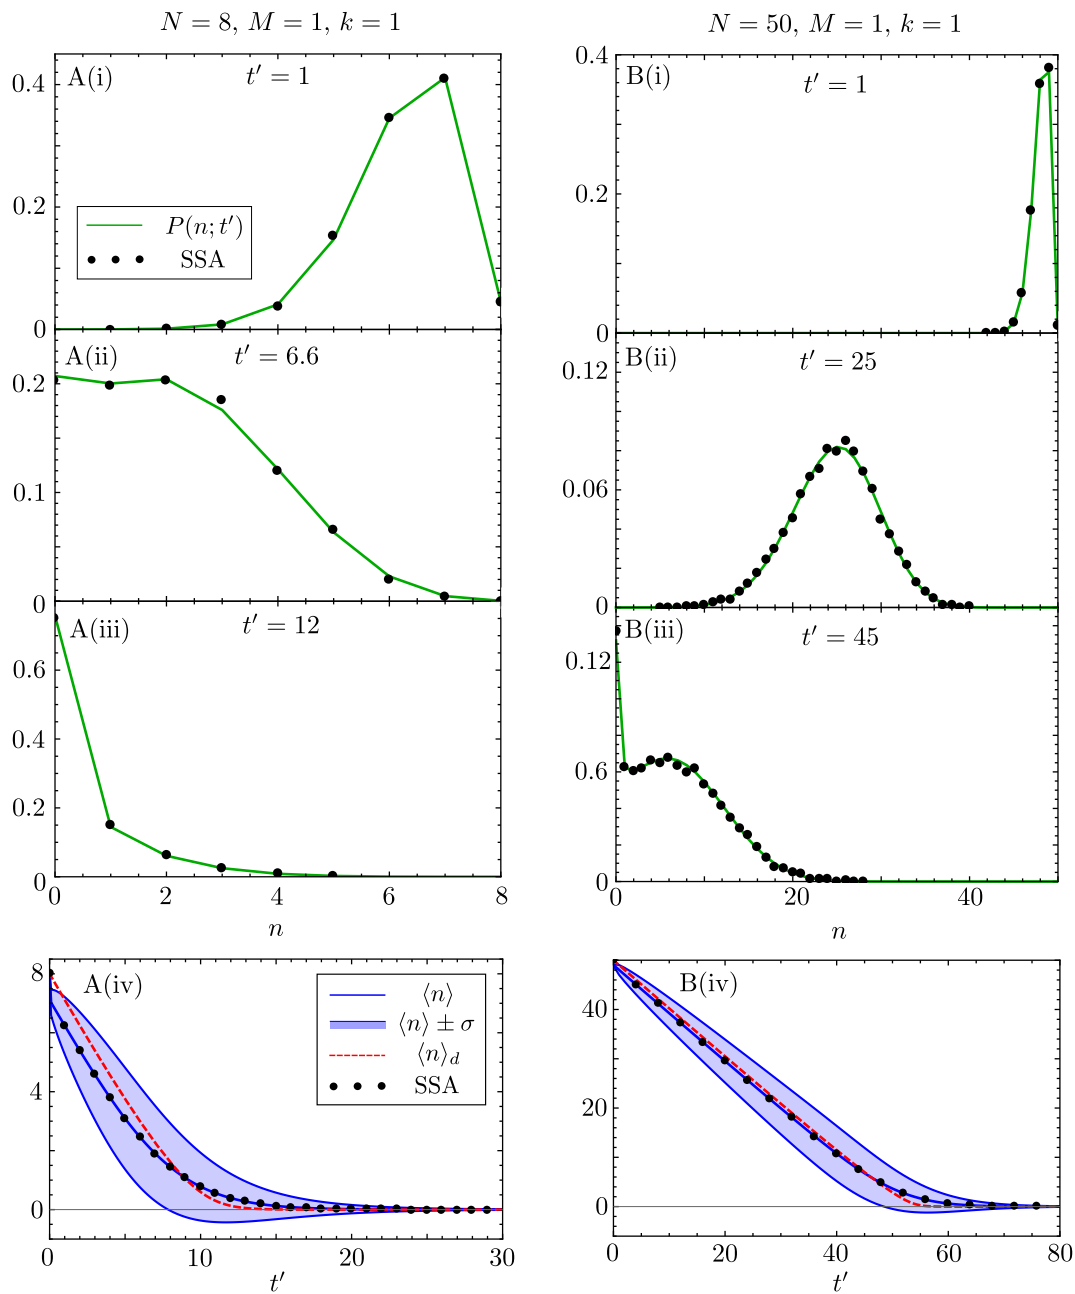 N = 8, M = 1, k = 1
A(i)
t′ = 1
0.4
0.2
0
P(n; t′)
SSA
A(ii)
t′ = 6.6
0.2
0.1
0
A(iii)
t′ = 12
0.6
0.4
0.2
0
0 2 4 6 8
n
A(iv)
8
4
0
⟨n⟩
⟨n⟩ ± σ
⟨n⟩d
SSA
0 10 20 30
t′
N = 50, M = 1, k = 1
B(i)
t′ = 1
0.4
0.2
0
B(ii)
t′ = 25
0.12
0.06
0
B(iii)
t′ = 45
0.12
0.6
0
0 20 40
n
B(iv)
40
20
0
0 20 40 60 80
t′